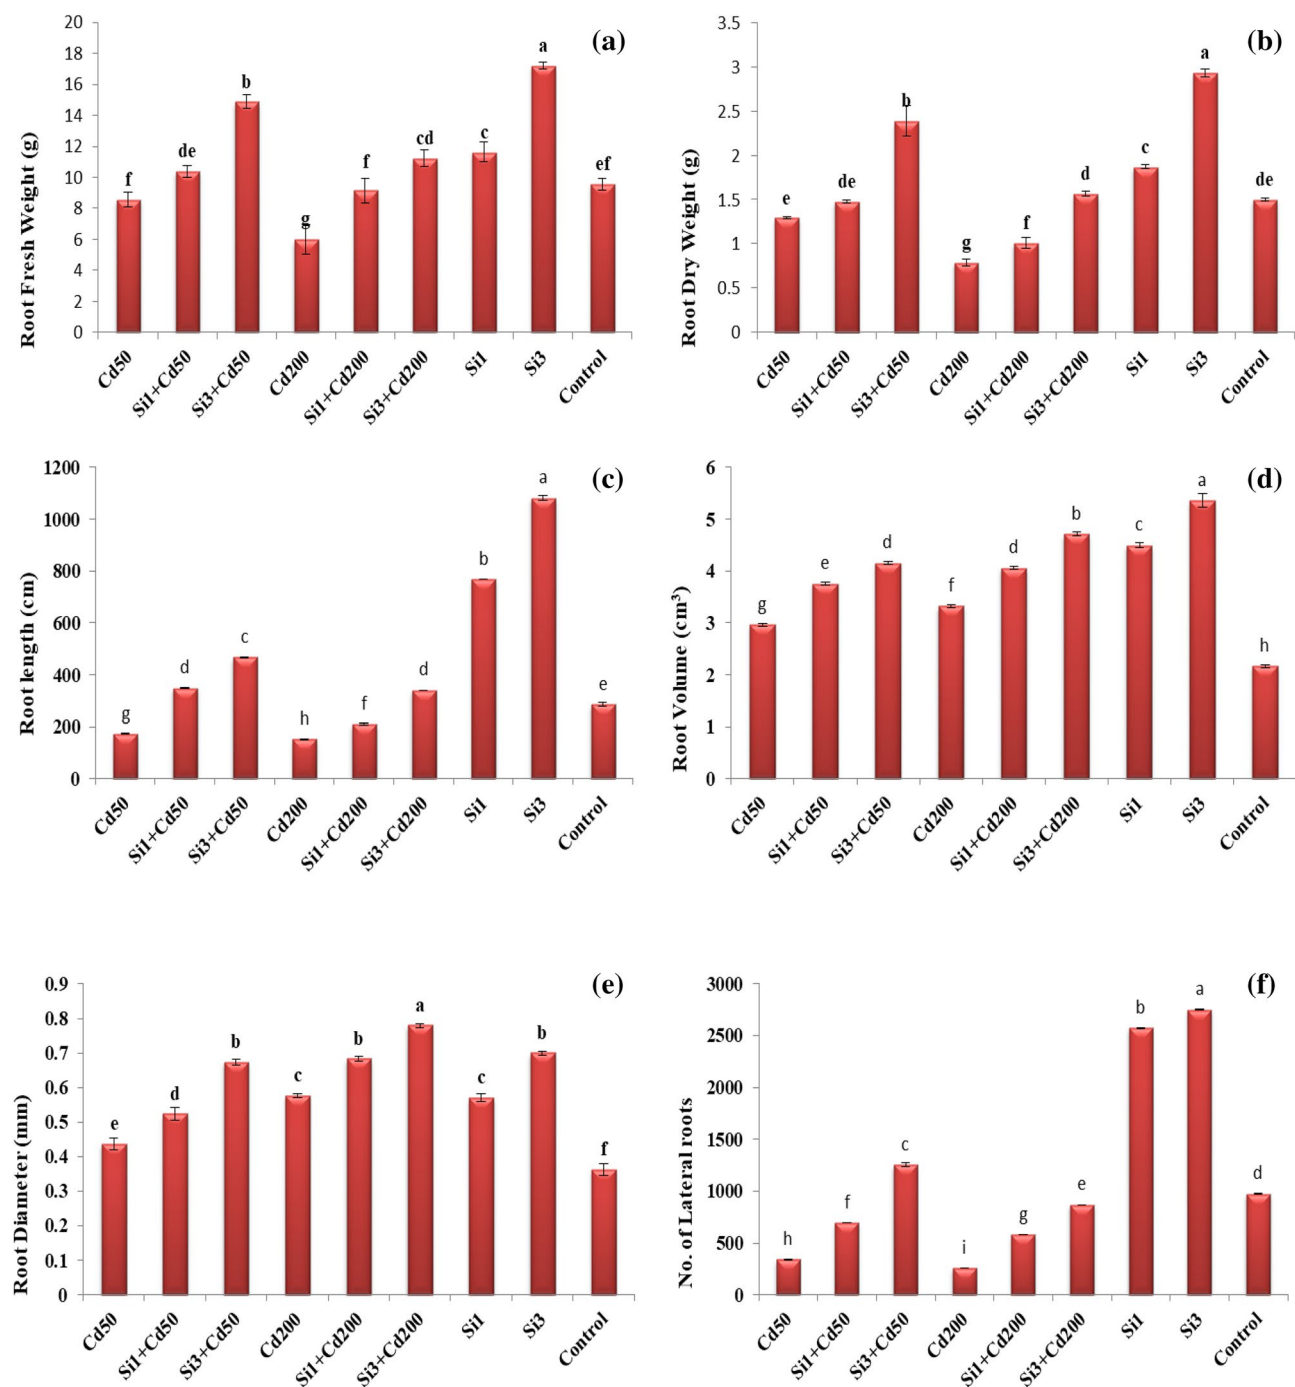 (a)
Root Fresh Weight (g)
20
18
16
14
12
10
8
6
4
2
0
f
de
b
g
f
cd
c
a
ef
Cd50
Si1+Cd50
Si3+Cd50
Cd200
Si1+Cd200
Si3+Cd200
Si1
Si3
Control
(b)
Root Dry Weight (g)
3.5
3
2.5
2
1.5
1
0.5
0
e
de
b
g
f
d
c
a
de
Cd50
Si1+Cd50
Si3+Cd50
Cd200
Si1+Cd200
Si3+Cd200
Si1
Si3
Control
(c)
Root length (cm)
1200
1000
800
600
400
200
0
g
d
c
h
f
d
b
a
e
Cd50
Si1+Cd50
Si3+Cd50
Cd200
Si1+Cd200
Si3+Cd200
Si1
Si3
Control
(d)
Root Volume (cm³)
6
5
4
3
2
1
0
g
e
d
f
d
b
c
a
h
Cd50
Si1+Cd50
Si3+Cd50
Cd200
Si1+Cd200
Si3+Cd200
Si1
Si3
Control
(e)
Root Diameter (mm)
0.9
0.8
0.7
0.6
0.5
0.4
0.3
0.2
0.1
0
e
d
b
c
b
a
c
b
f
Cd50
Si1+Cd50
Si3+Cd50
Cd200
Si1+Cd200
Si3+Cd200
Si1
Si3
Control
(f)
No. of Lateral roots
3000
2500
2000
1500
1000
500
0
h
f
c
i
g
e
b
a
d
Cd50
Si1+Cd50
Si3+Cd50
Cd200
Si1+Cd200
Si3+Cd200
Si1
Si3
Control